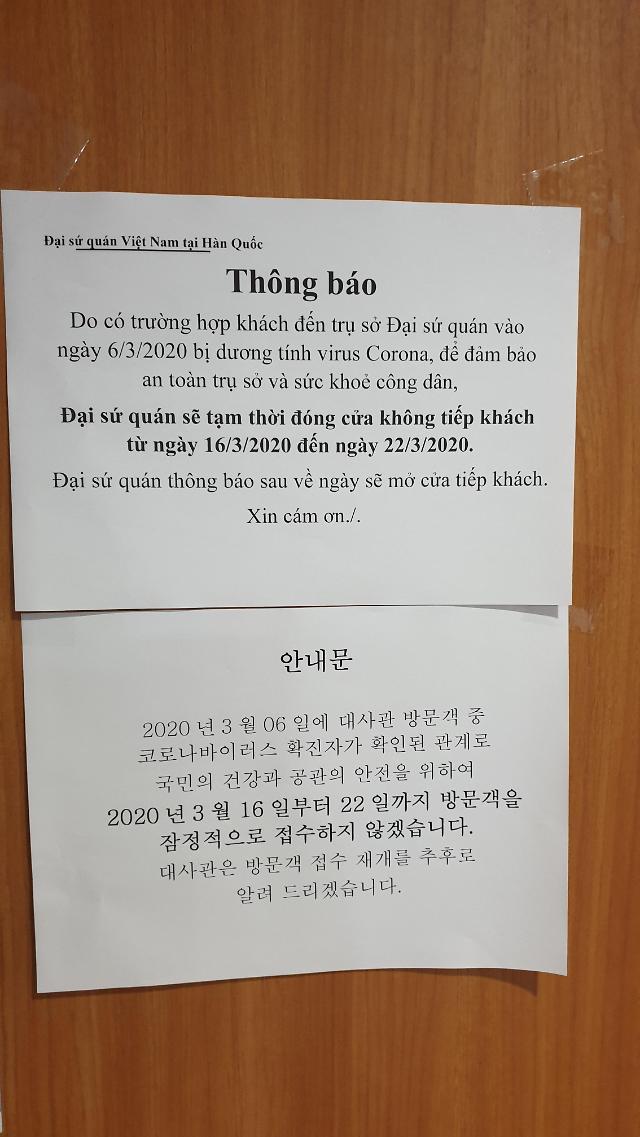 Đại sứ quán Việt Nam tại Hàn Quốc
Thông báo
Do có trường hợp khách đến trụ sở Đại sứ quán vào
ngày 6/3/2020 bị dương tính virus Corona, để đảm bảo
an toàn trụ sở và sức khoẻ công dân,
Đại sứ quán sẽ tạm thời đóng cửa không tiếp khách
từ ngày 16/3/2020 đến ngày 22/3/2020.
Đại sứ quán thông báo sau về ngày sẽ mở cửa tiếp khách.
Xin cám ơn./.
안내문
2020 년 3 월 06 일에 대사관 방문객 중
코로나바이러스 확진자가 확인된 관계로
국민의 건강과 공관의 안전을 위하여
2020 년 3 월 16 일부터 22 일까지 방문객을
잠정적으로 접수하지 않겠습니다.
대사관은 방문객 접수 재개를 추후로
알려 드리겠습니다.